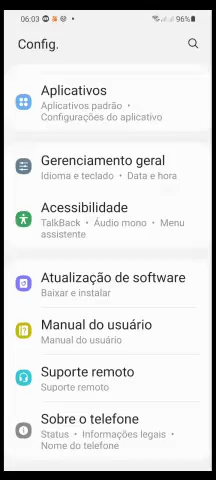 06:03
96%
Config.
Aplicativos
Aplicativos padrão •
Configurações do aplicativo
Gerenciamento geral
Idioma e teclado • Data e hora
Acessibilidade
TalkBack • Áudio mono • Menu
assistente
Atualização de software
Baixar e instalar
Manual do usuário
Manual do usuário
Suporte remoto
Suporte remoto
Sobre o telefone
Status • Informações legais •
Nome do telefone